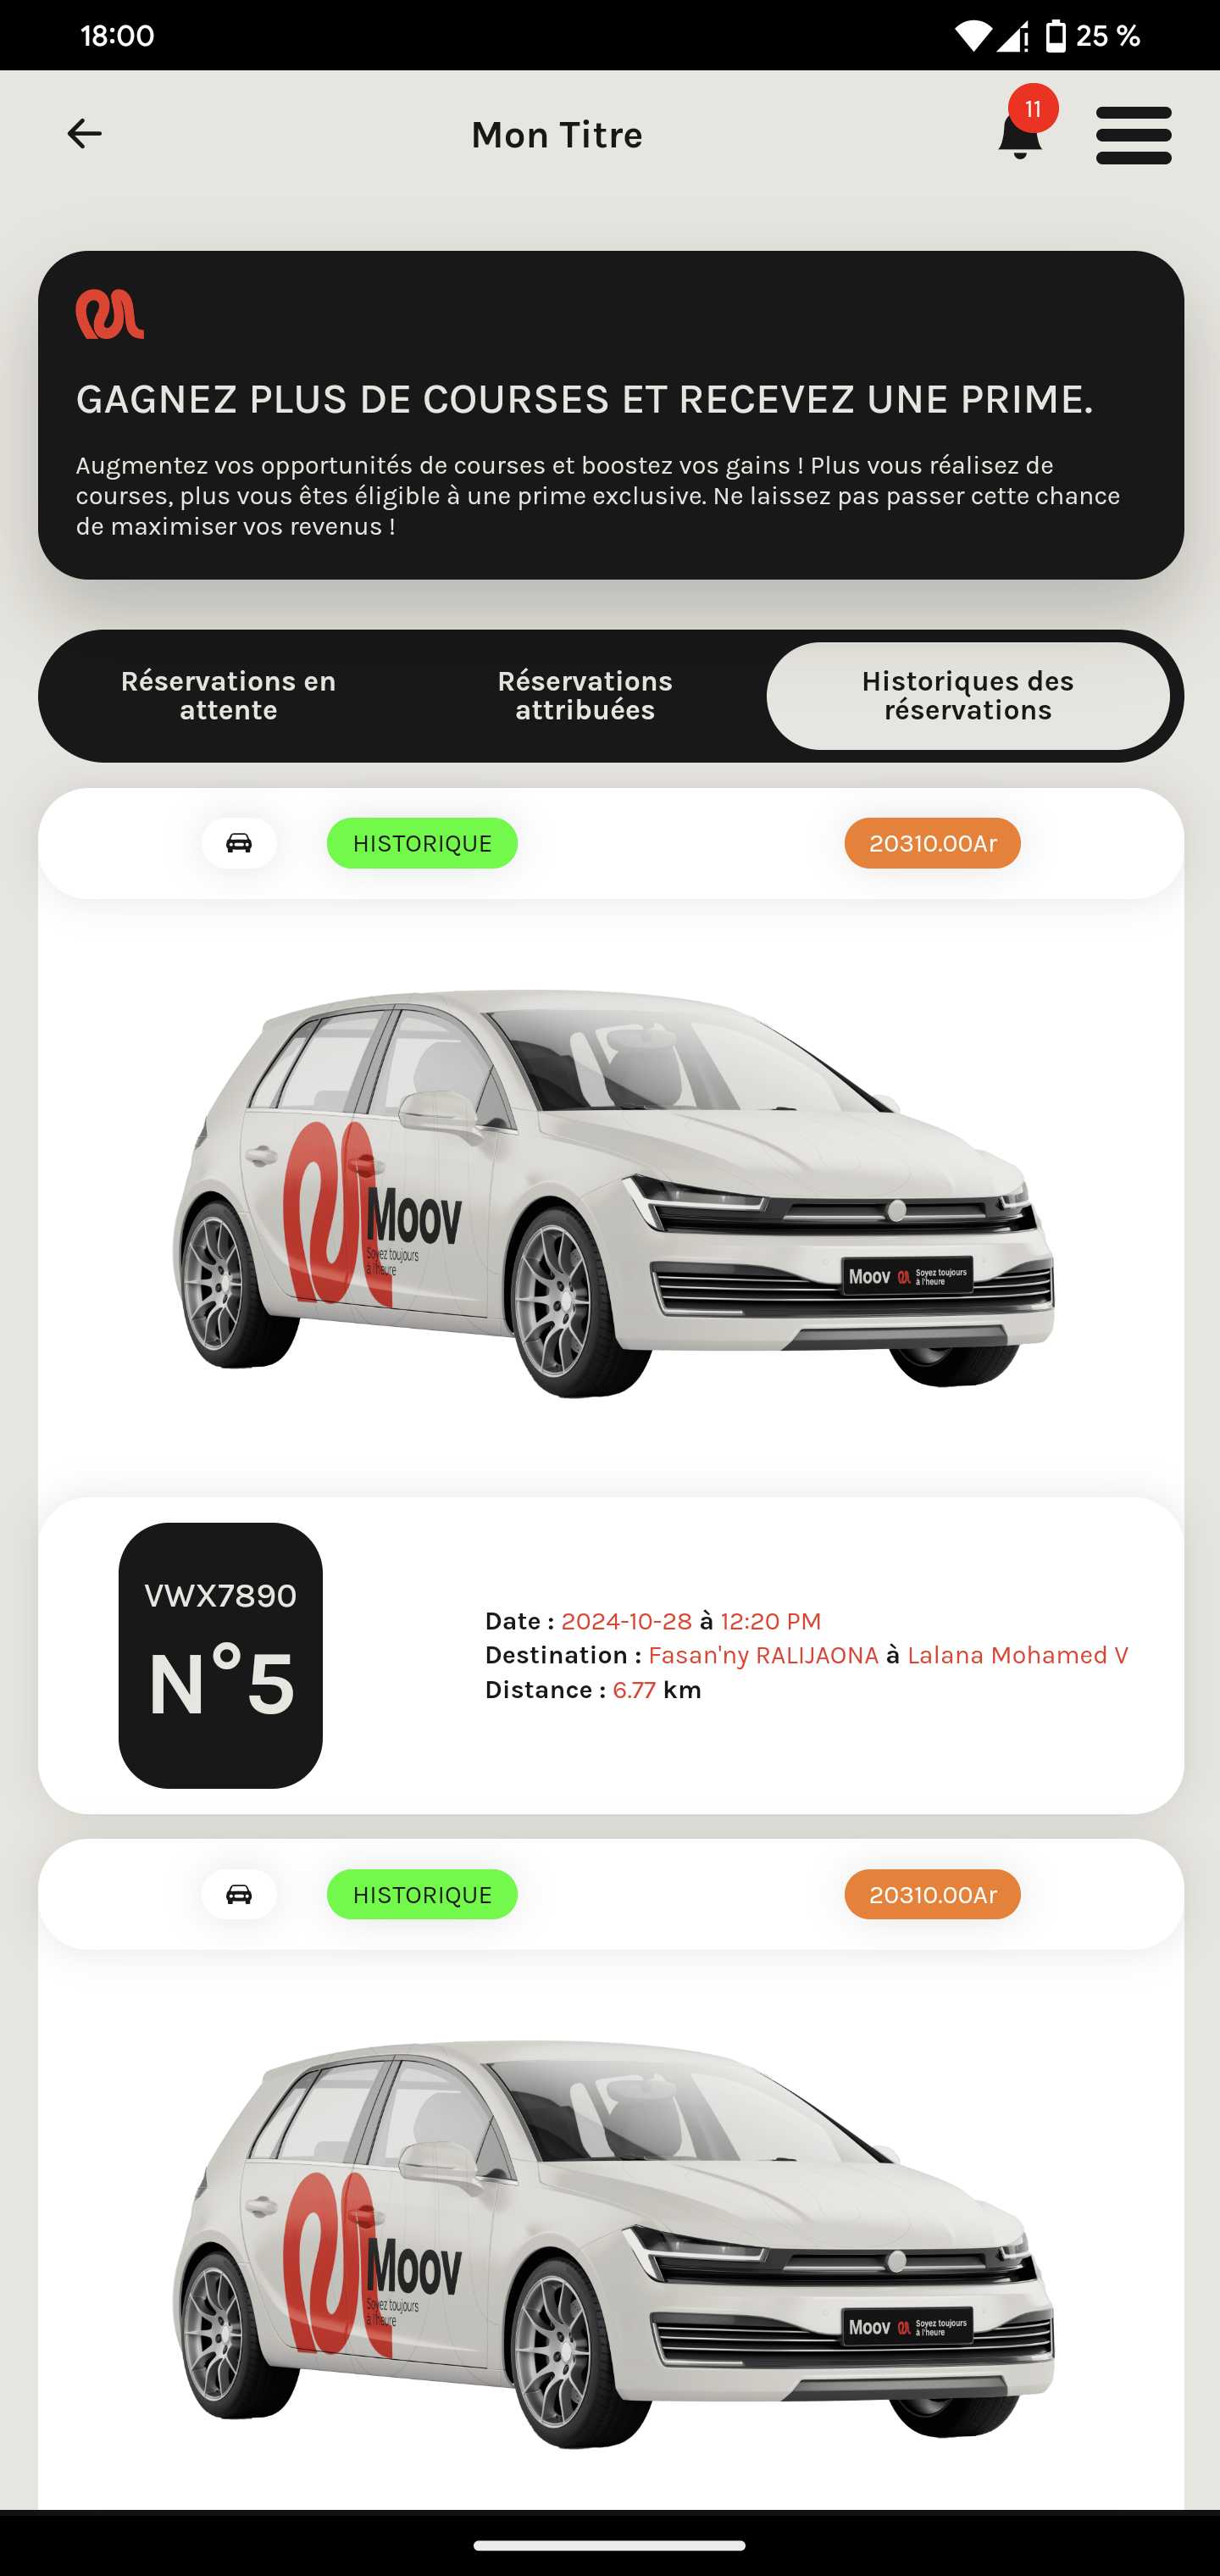 18:00
25 %
Mon Titre
11
GAGNEZ PLUS DE COURSES ET RECEVEZ UNE PRIME.
Augmentez vos opportunités de courses et boostez vos gains ! Plus vous réalisez de
courses, plus vous êtes éligible à une prime exclusive. Ne laissez pas passer cette chance
de maximiser vos revenus !
Réservations en
attente
Réservations
attribuées
Historiques des
réservations
HISTORIQUE
20310.00Ar
Moov
Soyez toujours
à l'heure
Moov
Soyez toujours
à l'heure
VWX7890
N°5
Date : 2024-10-28 à 12:20 PM
Destination : Fasan'ny RALIJAONA à Lalana Mohamed V
Distance : 6.77 km
HISTORIQUE
20310.00Ar
Moov
Soyez toujours
à l'heure
Moov
Soyez toujours
à l'heure